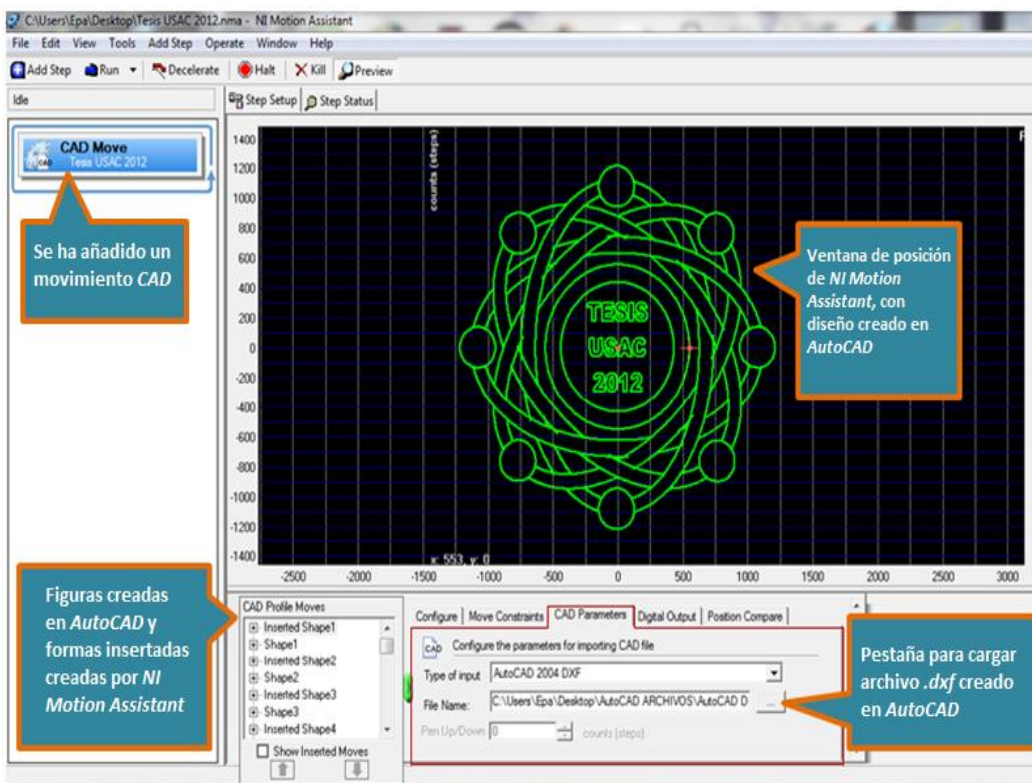 C:\Users\Epa\Desktop\Tesis USAC 2012.nma - NI Motion Assistant
File Edit View Tools Add Step Operate Window Help
Add Step Run Decelerate Halt Kill Preview
Idle
Step Setup Step Status
CAD Move
Tesis USAC 2012
CAD
Se ha añadido un
movimiento CAD
counts (steps)
1400
1200
1000
800
600
400
200
0
-200
-400
-600
-800
-1000
-1200
-1400
TESIS
USAC
2012
x: 553, y: 0
-2500 -2000 -1500 -1000 -500 0 500 1000 1500 2000 2500 3000
Ventana de posición
de NI Motion
Assistant, con
diseño creado en
AutoCAD
Figuras creadas
en AutoCAD y
formas insertadas
creadas por NI
Motion Assistant
CAD Profile Moves
Inserted Shape1
Shape1
Inserted Shape2
Shape2
Inserted Shape3
Shape3
Inserted Shape4
Show Inserted Moves
Configure Move Constraints CAD Parameters Digital Output Position Compare
CAD Configure the parameters for importing CAD file
Type of input AutoCAD 2004 DXF
File Name: C:\Users\Epa\Desktop\AutoCAD ARCHIVOS\AutoCAD D ...
Pen Up/Down 0 counts (steps)
Pestaña para cargar
archivo .dxf creado
en AutoCAD